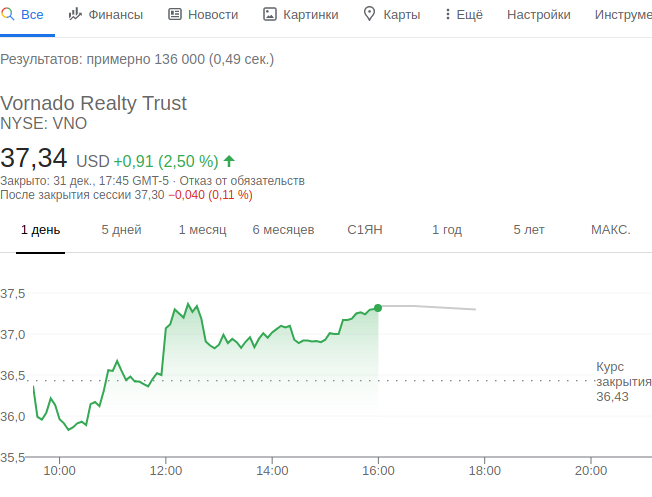 Все Финансы Новости Картинки Карты Ещё Настройки Инструме
Результатов: примерно 136 000 (0,49 сек.)
Vornado Realty Trust
NYSE: VNO
37,34 USD +0,91 (2,50 %)
Закрыто: 31 дек., 17:45 GMT-5 · Отказ от обязательств
После закрытия сессии 37,30 −0,040 (0,11 %)
1 день 5 дней 1 месяц 6 месяцев С1ЯН 1 год 5 лет МАКС.
37,5
37,0
36,5
36,0
35,5
Курс
закрытия
36,43
10:00 12:00 14:00 16:00 18:00 20:00